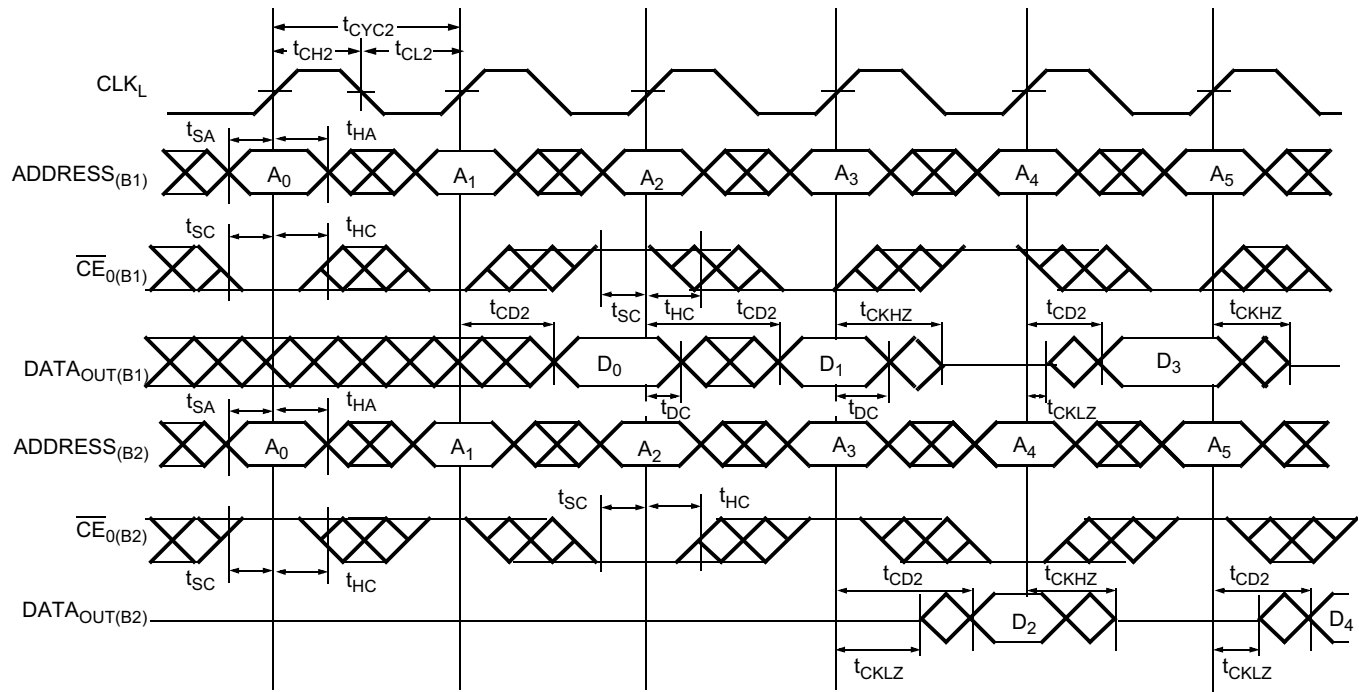 tCYC2
tCH2 tCL2
CLKL
tSA tHA
ADDRESS(B1) A0 A1 A2 A3 A4 A5
tSC tHC
CE0(B1)
tSC tHC
tCD2 tCD2 tCKHZ tCD2 tCKHZ
DATAOUT(B1) D0 D1 D3
tDC tDC tCKLZ
tSA tHA
ADDRESS(B2) A0 A1 A2 A3 A4 A5
tSC tHC
CE0(B2)
tSC tHC
tCD2 tCKHZ tCD2
DATAOUT(B2) D2 D4
tCKLZ tCKLZ